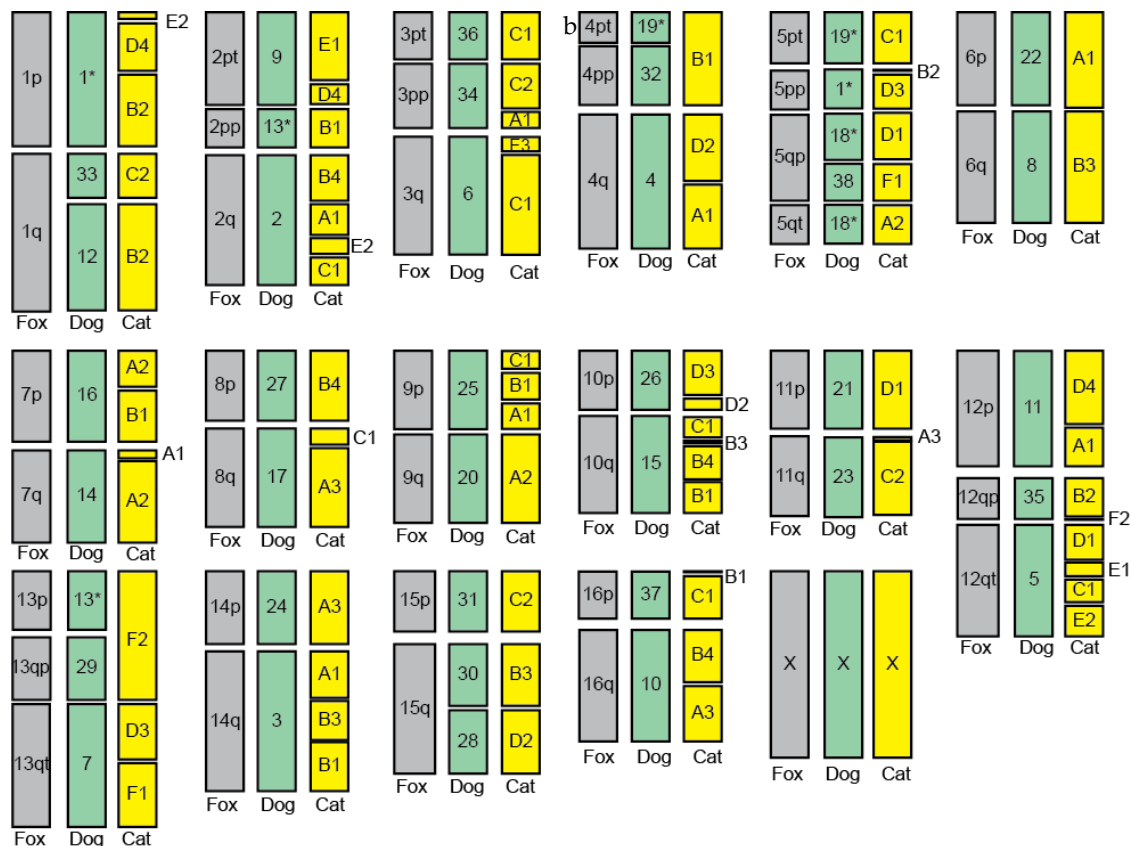 1p
1q
1*
33
12
E2
D4
B2
C2
B2
Fox Dog Cat
2pt
2pp
2q
9
13*
2
E1
D4
B1
B4
A1
E2
C1
Fox Dog Cat
3pt
3pp
3q
36
34
6
C1
C2
A1
E3
C1
Fox Dog Cat
b
4pt
4pp
4q
19*
32
4
B1
D2
A1
Fox Dog Cat
5pt
5pp
5qp
5qt
19*
1*
18*
38
18*
C1
B2
D3
D1
F1
A2
Fox Dog Cat
6p
6q
22
8
A1
B3
Fox Dog Cat
7p
7q
16
14
A2
B1
A1
A2
Fox Dog Cat
8p
8q
27
17
B4
C1
A3
Fox Dog Cat
9p
9q
25
20
C1
B1
A1
A2
Fox Dog Cat
10p
10q
26
15
D3
D2
C1
B3
B4
B1
Fox Dog Cat
11p
11q
21
23
D1
A3
C2
Fox Dog Cat
12p
12qp
12qt
11
35
5
D4
A1
B2
F2
D1
E1
C1
E2
Fox Dog Cat
13p
13qp
13qt
13*
29
7
F2
D3
F1
Fox Dog Cat
14p
14q
24
3
A3
A1
B3
B1
Fox Dog Cat
15p
15q
31
30
28
C2
B3
D2
Fox Dog Cat
16p
16q
37
10
B1
C1
B4
A3
Fox Dog Cat
X
X
X
Fox Dog Cat